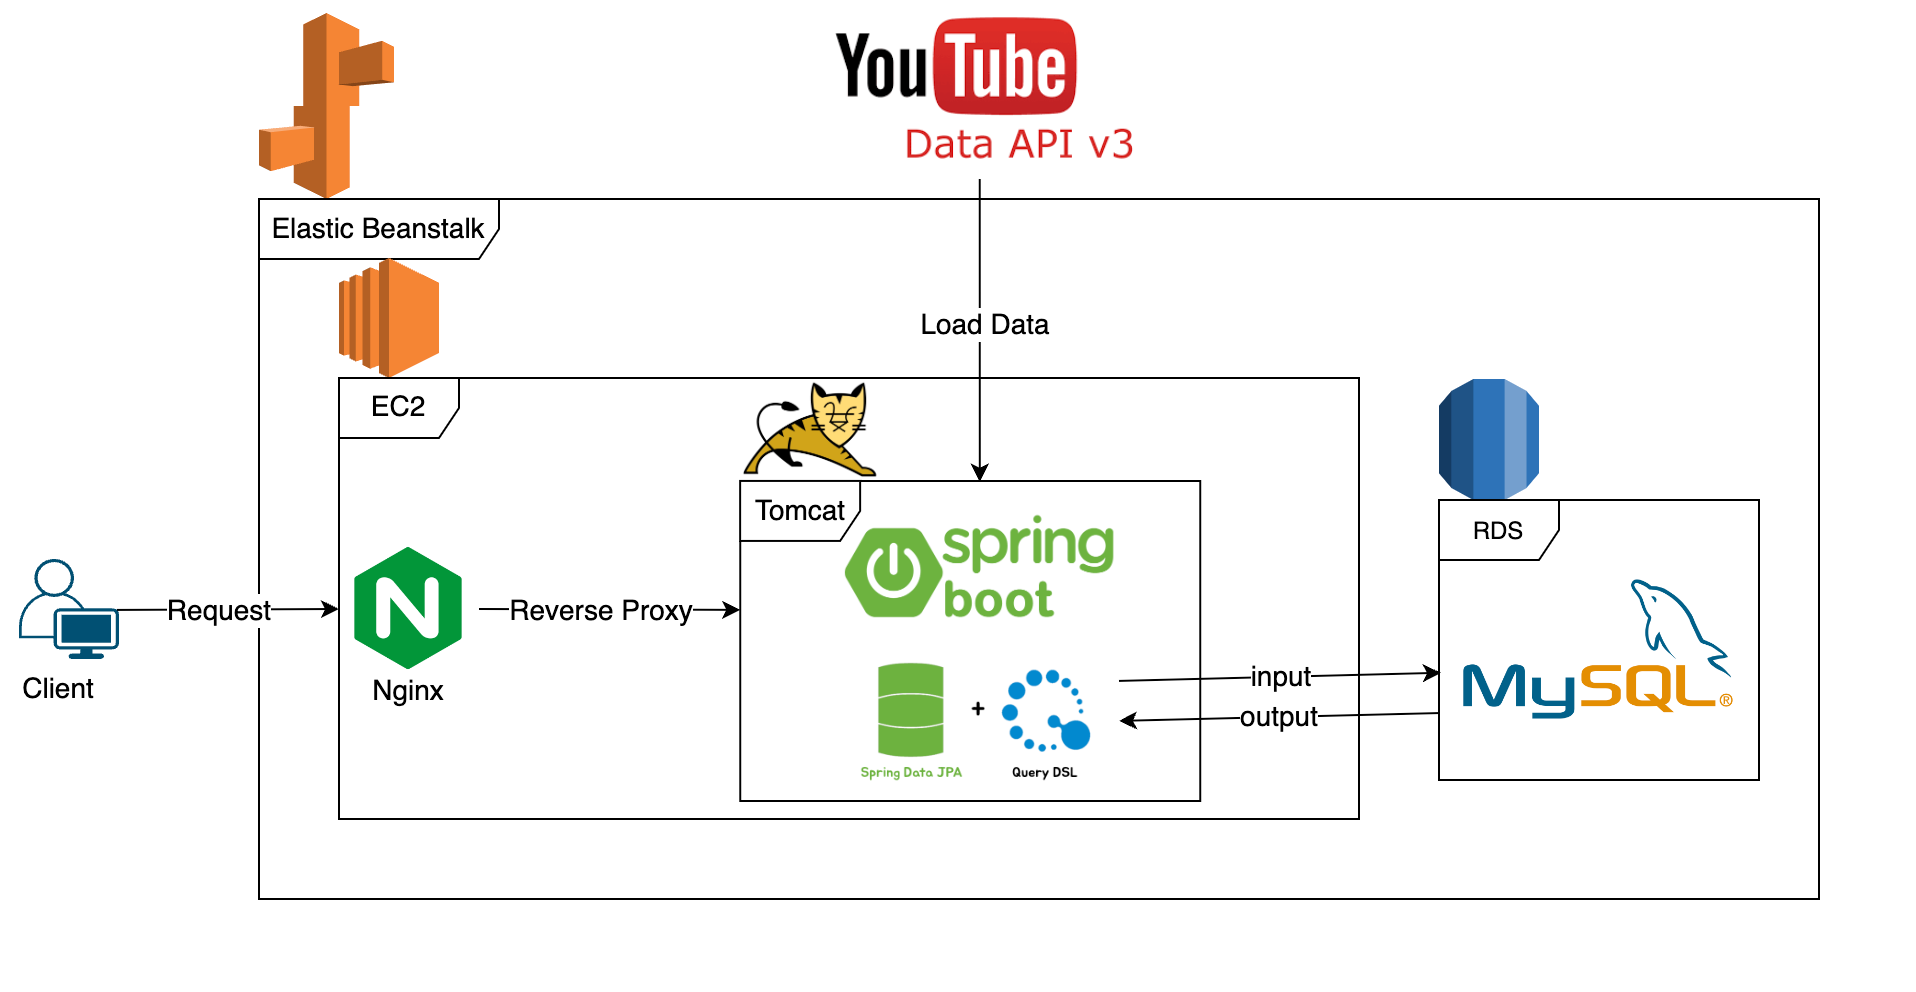 YouTube
Data API v3
Elastic Beanstalk
Load Data
EC2
Tomcat
spring
boot
RDS
Request
Reverse Proxy
Client
Nginx
input
output
MySQL®
+
Spring Data JPA
Query DSL